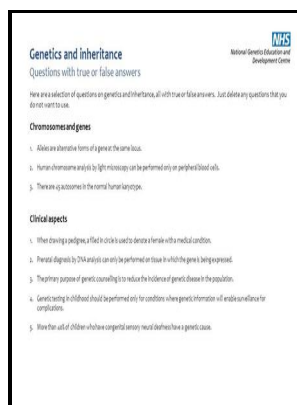 NHS
National Genetics Education and
Development Centre
Genetics and inheritance
Questions with true or false answers
Here are a selection of questions on genetics and inheritance, all with true or false answers. Just delete any questions that you
do not want to use.
Chromosomes and genes
1. Alleles are alternative forms of a gene at the same locus.
2. Human chromosome analysis by light microscopy can be performed only on peripheral blood cells.
3. There are 43 autosomes in the normal human karyotype.
Clinical aspects
1. When drawing a pedigree, a filled in circle is used to denote a female with a medical condition.
2. Prenatal diagnosis by DNA analysis can only be performed on tissue in which the gene is being expressed.
3. The primary purpose of genetic counselling is to reduce the incidence of genetic disease in the population.
4. Genetic testing in childhood should be performed only for conditions where genetic information will enable surveillance for
complications.
5. More than of children who have congenital sensory neural deafness have a genetic cause.